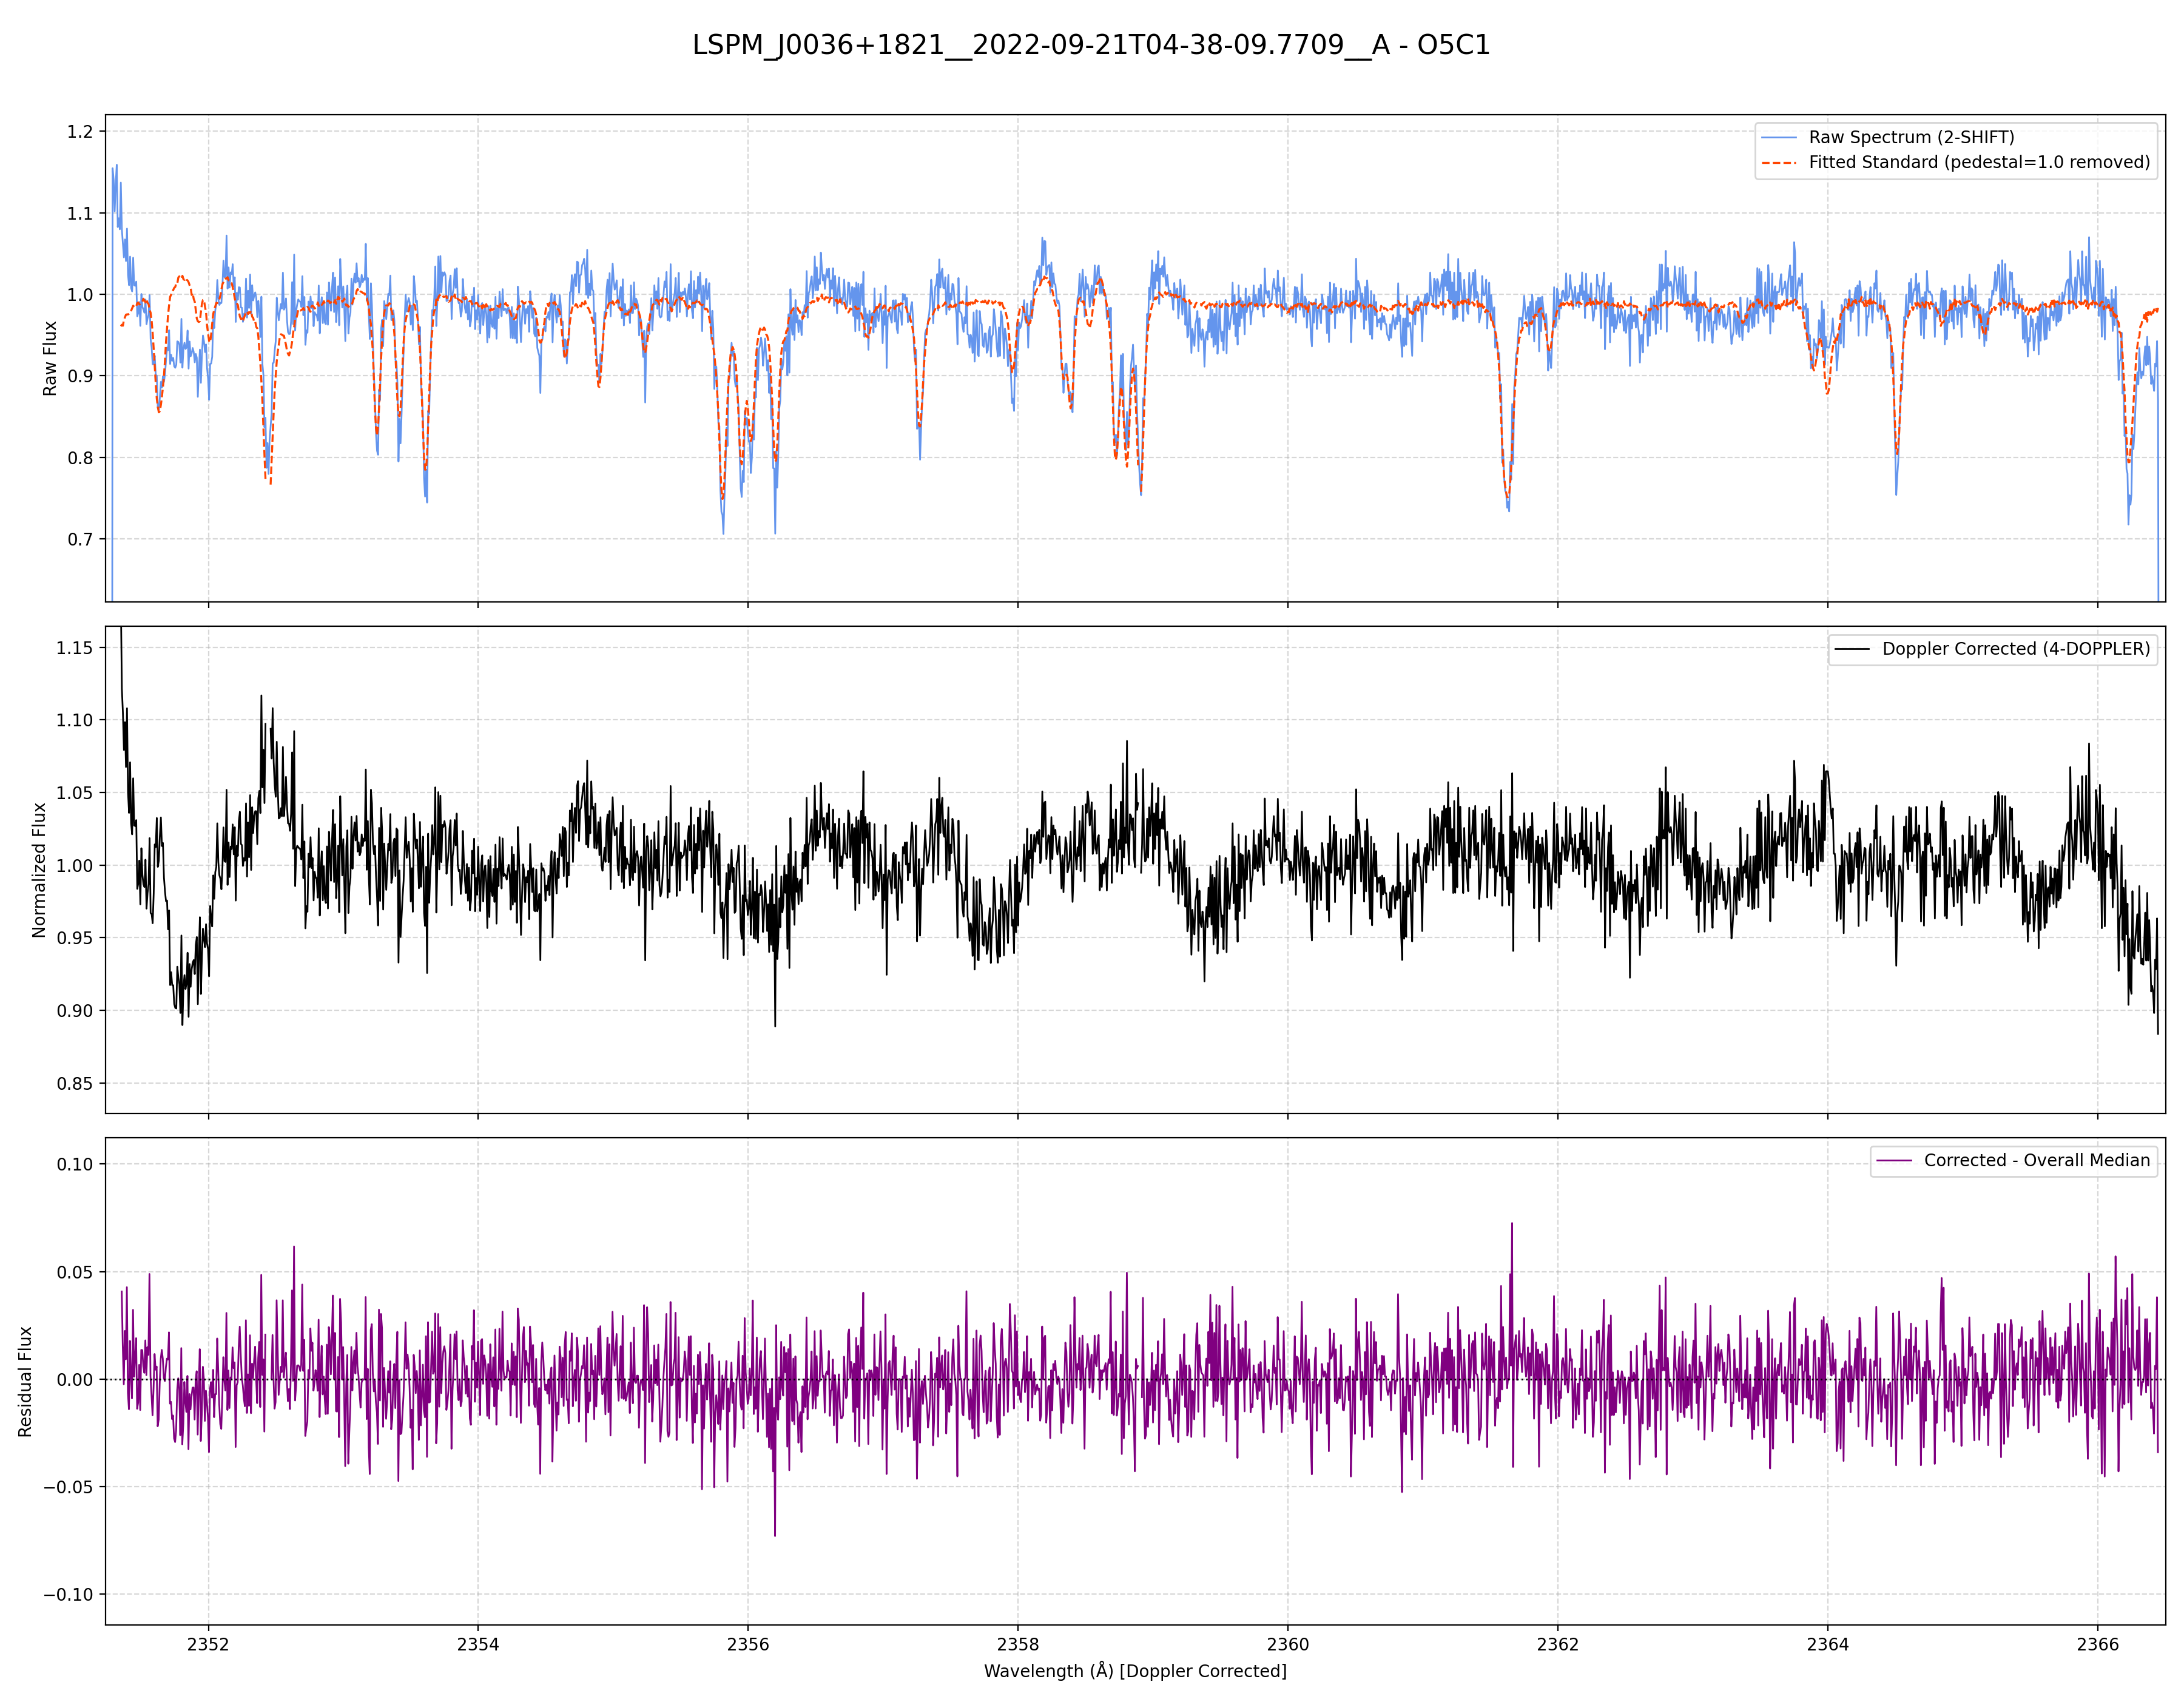 LSPM_J0036+1821__2022-09-21T04-38-09.7709__A - O5C1
1.2
1.1
1.0
0.9
0.8
0.7
Raw Flux
Raw Spectrum (2-SHIFT)
Fitted Standard (pedestal=1.0 removed)
1.15
1.10
1.05
1.00
0.95
0.90
0.85
Normalized Flux
Doppler Corrected (4-DOPPLER)
0.10
0.05
0.00
−0.05
−0.10
Residual Flux
Corrected - Overall Median
2352 2354 2356 2358 2360 2362 2364 2366
Wavelength (Å) [Doppler Corrected]